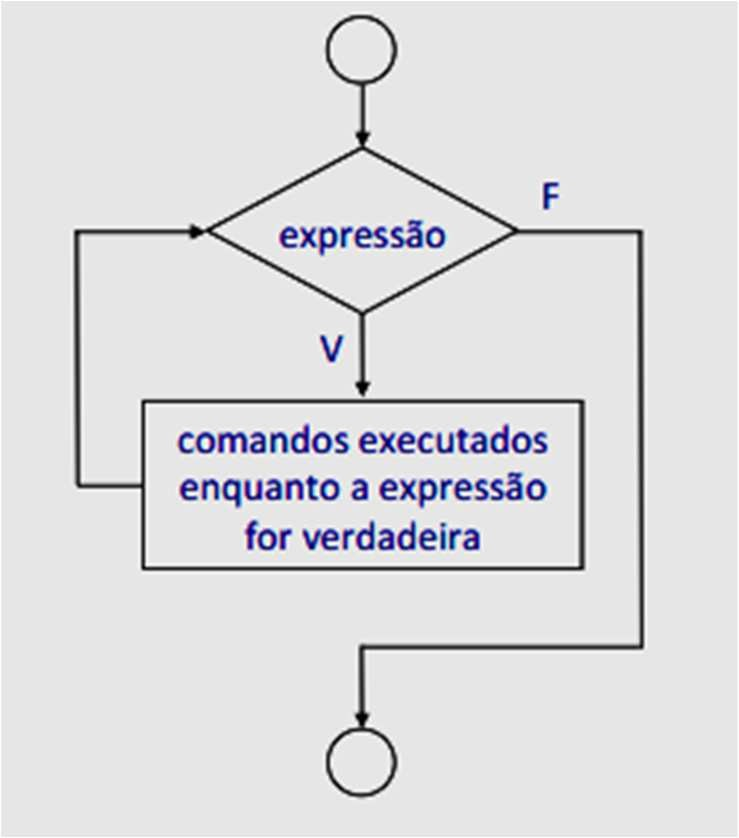 F
expressão
V
comandos executados
enquanto a expressão
for verdadeira